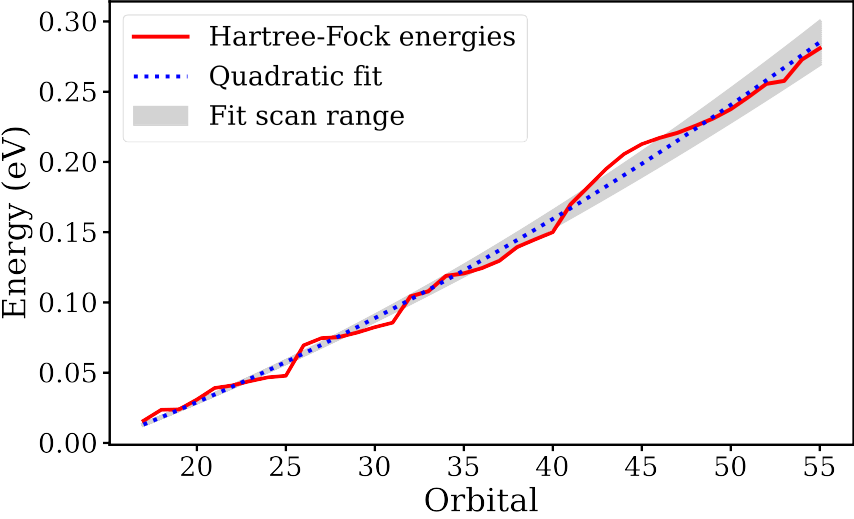 Hartree-Fock energies
Quadratic fit
Fit scan range
Energy (eV)
0.30
0.25
0.20
0.15
0.10
0.05
0.00
20 25 30 35 40 45 50 55
Orbital